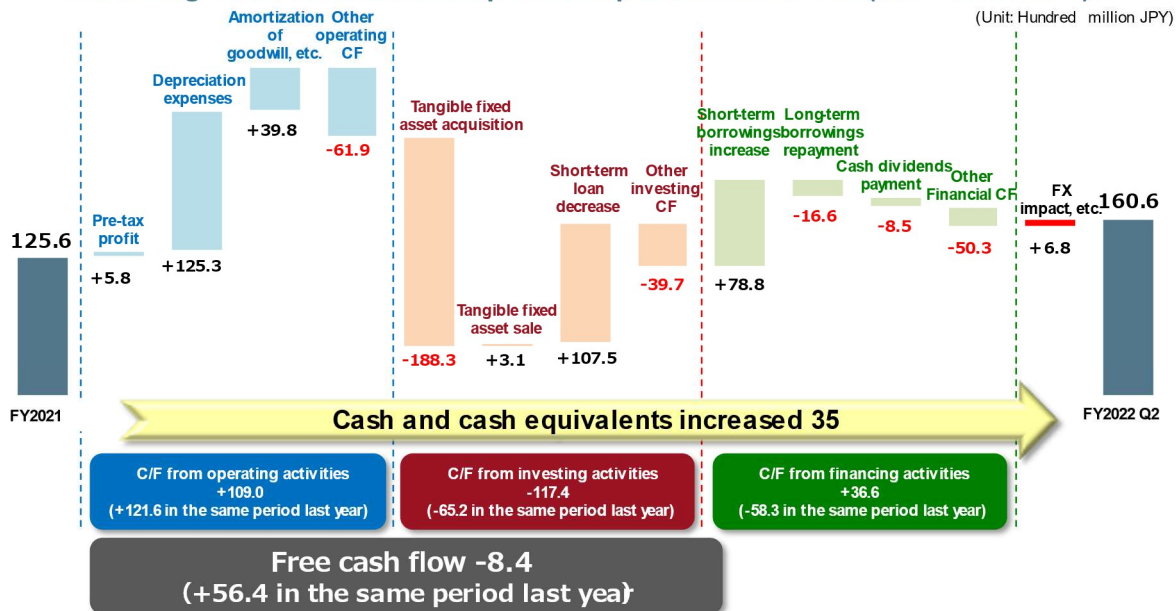 (Unit: Hundred million JPY)
Amortization
of
goodwill, etc.
Other
operating
CF
Depreciation
expenses
+39.8
-61.9
Pre-tax
profit
125.6
+5.8
+125.3
FY2021
Tangible fixed
asset acquisition
Short-term
loan
decrease
Other
investing
CF
-39.7
Tangible fixed
asset sale
-188.3
+3.1
+107.5
Short-term
borrowings
increase
Long-term
borrowings
repayment
Cash dividends
payment
Other
Financial CF
-16.6
-8.5
-50.3
+78.8
FX
impact, etc.
+6.8
160.6
FY2022 Q2
Cash and cash equivalents increased 35
C/F from operating activities
+109.0
(+121.6 in the same period last year)
C/F from investing activities
-117.4
(-65.2 in the same period last year)
C/F from financing activities
+36.6
(-58.3 in the same period last year)
Free cash flow -8.4
(+56.4 in the same period last year)